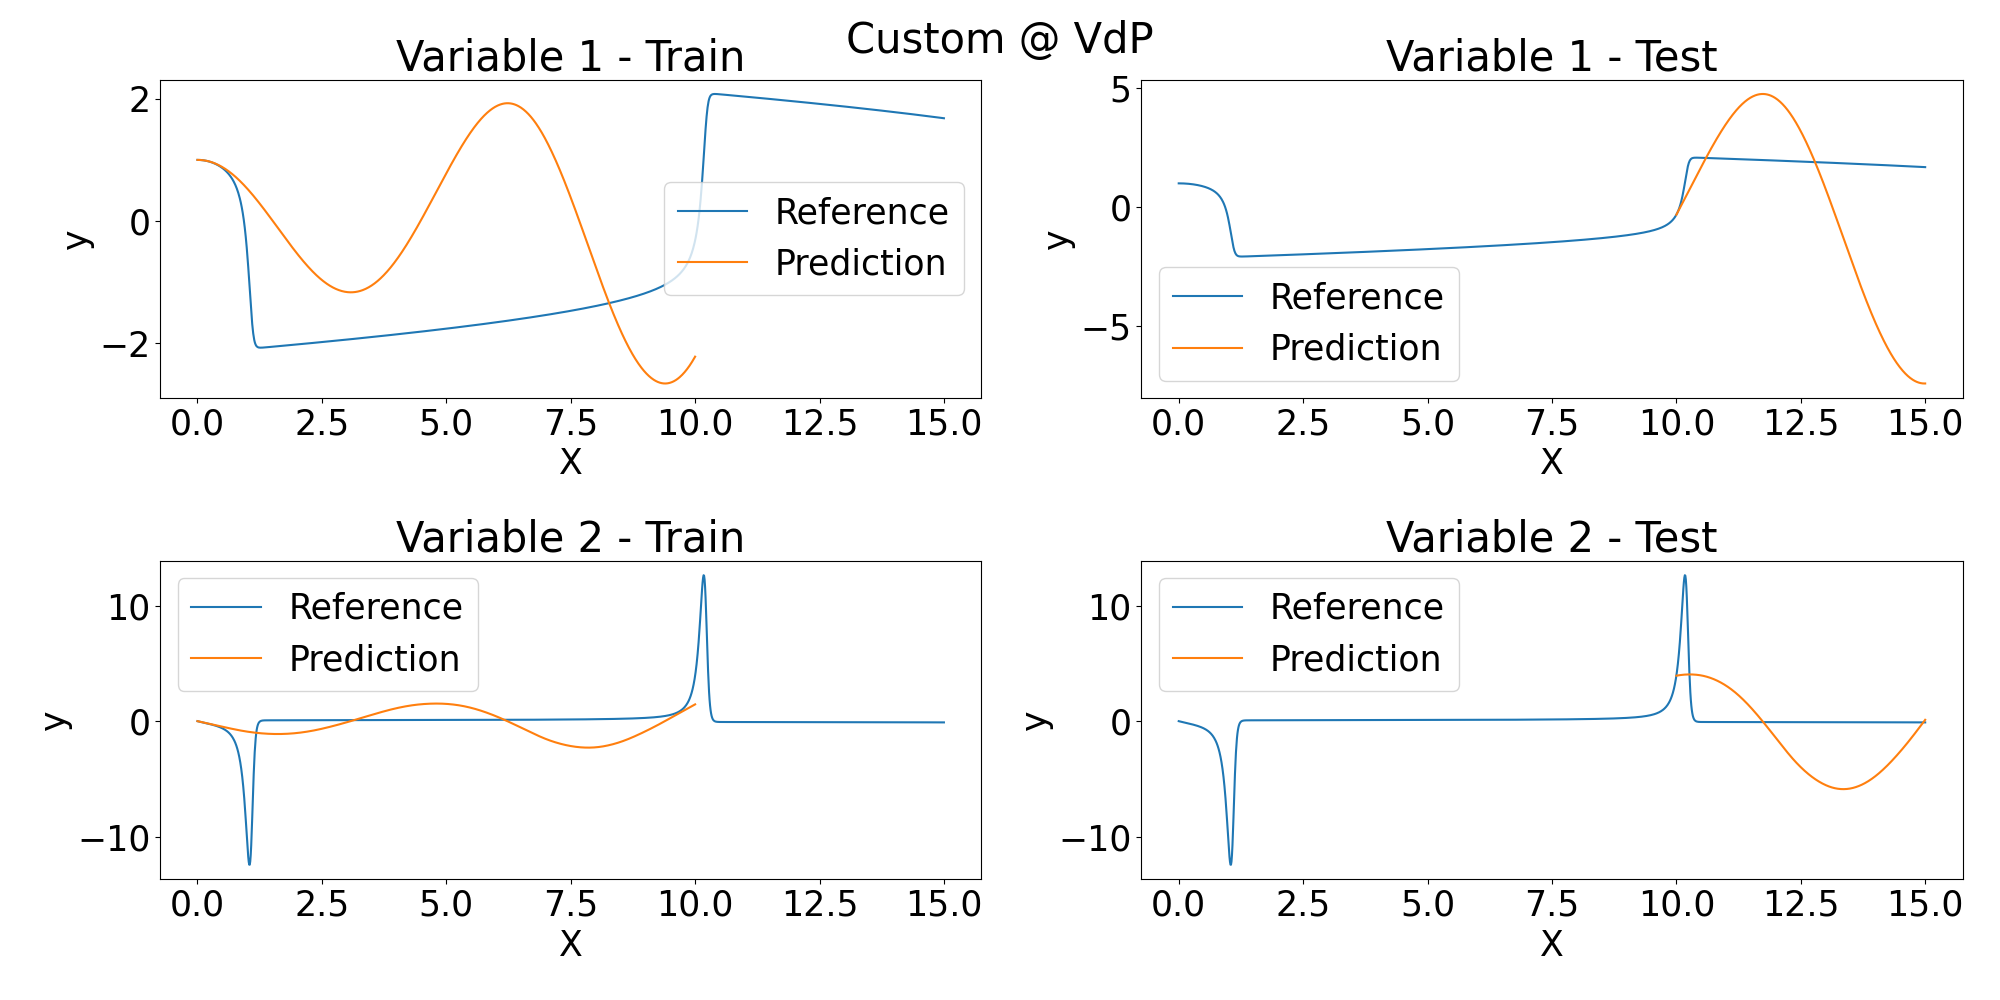 Custom @ VdP
Variable 1 - Train
2
0
−2
y
Reference
Prediction
0.0 2.5 5.0 7.5 10.0 12.5 15.0
X
Variable 1 - Test
5
0
−5
y
Reference
Prediction
0.0 2.5 5.0 7.5 10.0 12.5 15.0
X
Variable 2 - Train
10
0
−10
y
Reference
Prediction
0.0 2.5 5.0 7.5 10.0 12.5 15.0
X
Variable 2 - Test
10
0
−10
y
Reference
Prediction
0.0 2.5 5.0 7.5 10.0 12.5 15.0
X